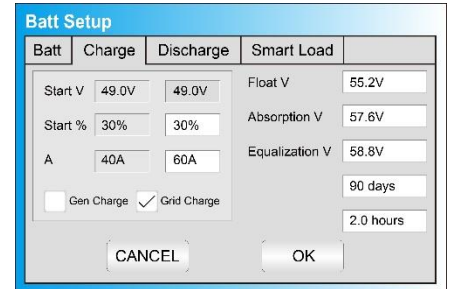 Batt Setup
Batt Charge Discharge Smart Load
Start V 49.0V 49.0V
Start % 30% 30%
A 40A 60A
Gen Charge Grid Charge
Float V 55.2V
Absorption V 57.6V
Equalization V 58.8V
90 days
2.0 hours
CANCEL OK